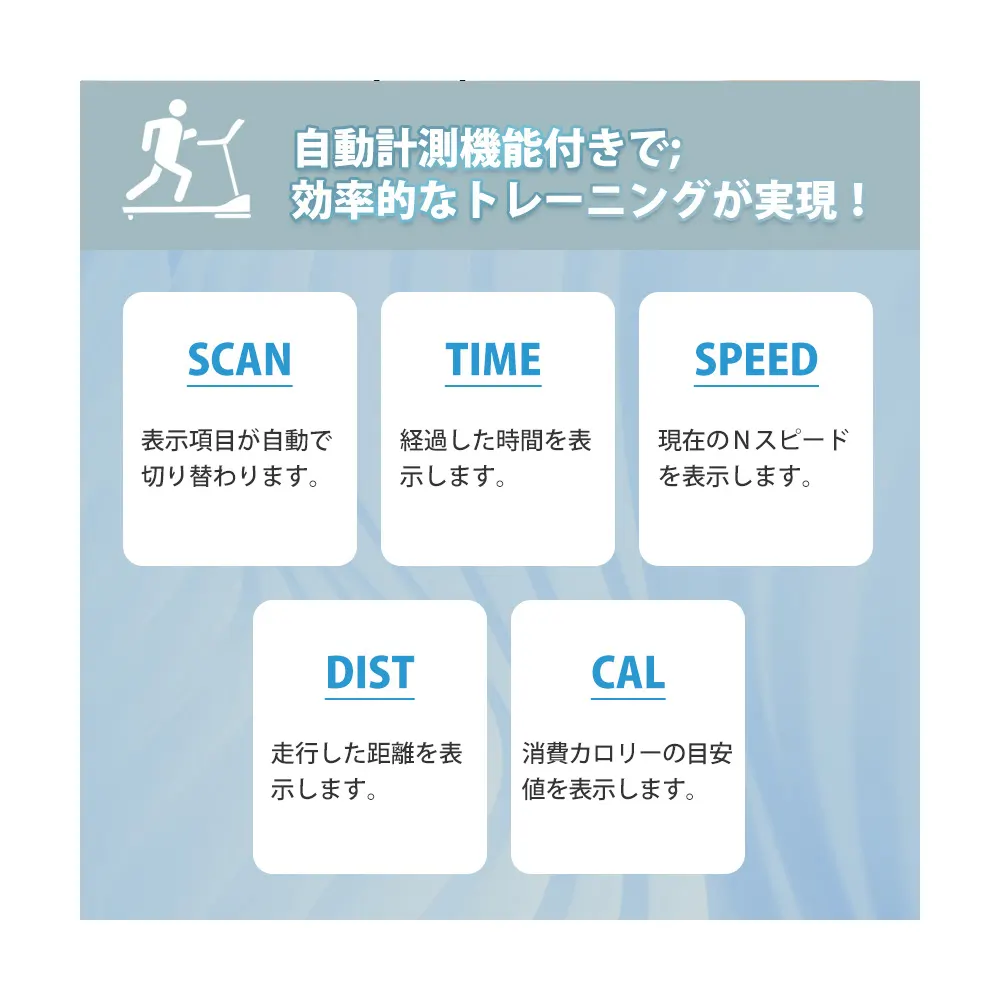 自動計測機能付きで;
効率的なトレーニングが実現！
SCAN
表示項目が自動で
切り替わります。
TIME
経過した時間を表
示します。
SPEED
現在のＮスピード
を表示します。
DIST
走行した距離を表
示します。
CAL
消費カロリーの目安
値を表示します。